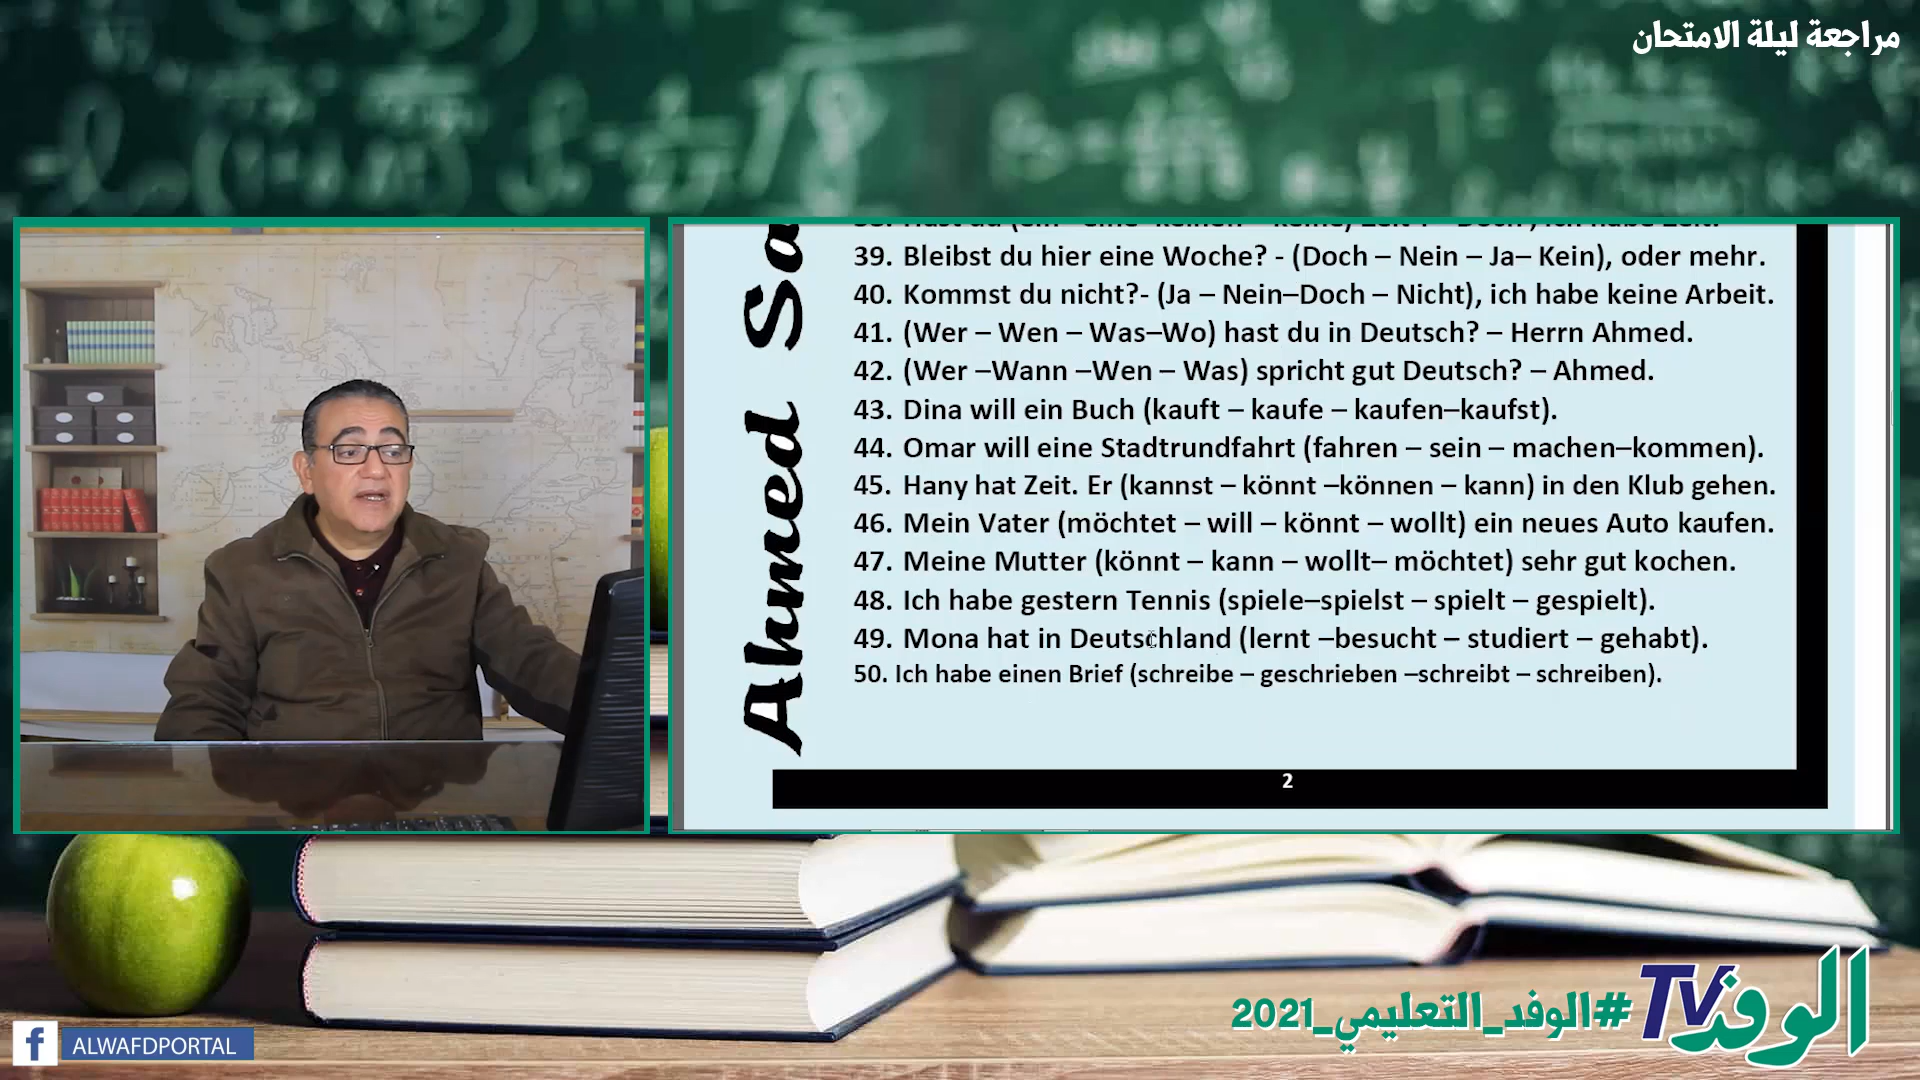 مراجعة ليلة الامتحان
39. Bleibst du hier eine Woche? - (Doch – Nein – Ja– Kein), oder mehr.
40. Kommst du nicht?- (Ja – Nein–Doch – Nicht), ich habe keine Arbeit.
41. (Wer – Wen – Was–Wo) hast du in Deutsch? – Herrn Ahmed.
42. (Wer –Wann –Wen – Was) spricht gut Deutsch? – Ahmed.
43. Dina will ein Buch (kauft – kaufe – kaufen–kaufst).
44. Omar will eine Stadtrundfahrt (fahren – sein – machen–kommen).
45. Hany hat Zeit. Er (kannst – könnt –können – kann) in den Klub gehen.
46. Mein Vater (möchtet – will – könnt – wollt) ein neues Auto kaufen.
47. Meine Mutter (könnt – kann – wollt– möchtet) sehr gut kochen.
48. Ich habe gestern Tennis (spiele–spielst – spielt – gespielt).
49. Mona hat in Deutschland (lernt –besucht – studiert – gehabt).
50. Ich habe einen Brief (schreibe – geschrieben –schreibt – schreiben).
Ahmed
2
#الوفد_التعليمي_2021
الوفد TV
f ALWAFDPORTAL